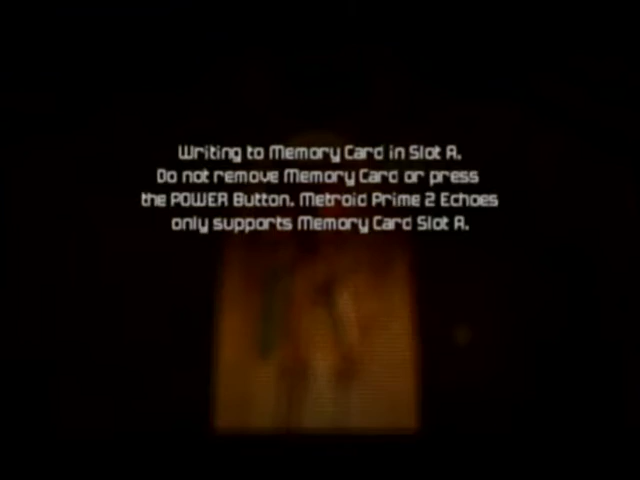 Writing to Memory Card in Slot A.
Do not remove Memory Card or press
the POWER Button. Metroid Prime 2 Echoes
only supports Memory Card Slot A.